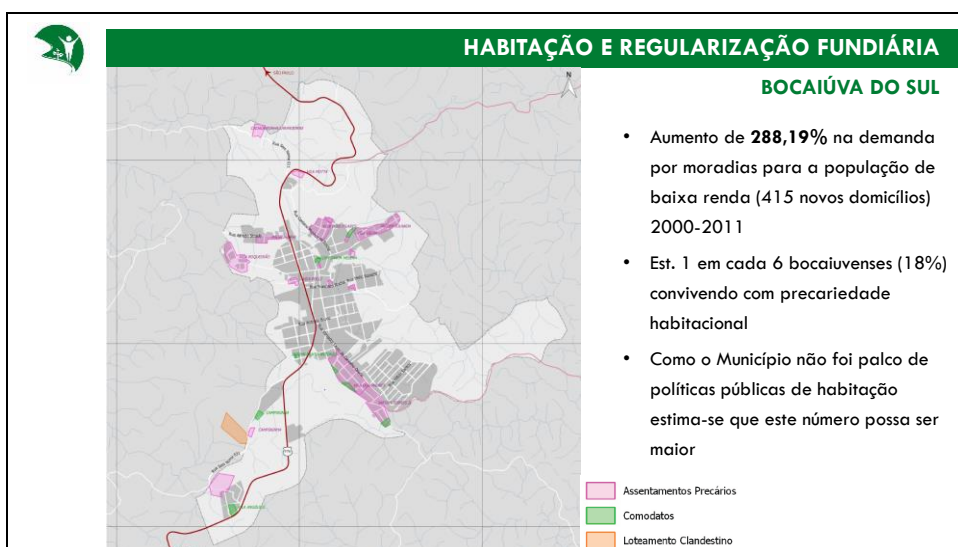 HABITAÇÃO E REGULARIZAÇÃO FUNDIÁRIA
BOCAIÚVA DO SUL
• Aumento de 288,19% na demanda
por moradias para a população de
baixa renda (415 novos domicílios)
2000-2011
• Est. 1 em cada 6 bocaiuvenses (18%)
convivendo com precariedade
habitacional
• Como o Município não foi palco de
políticas públicas de habitação
estima-se que este número possa ser
maior
SÃO PAULO
N
Assentamentos Precários
Comodatos
Loteamento Clandestino